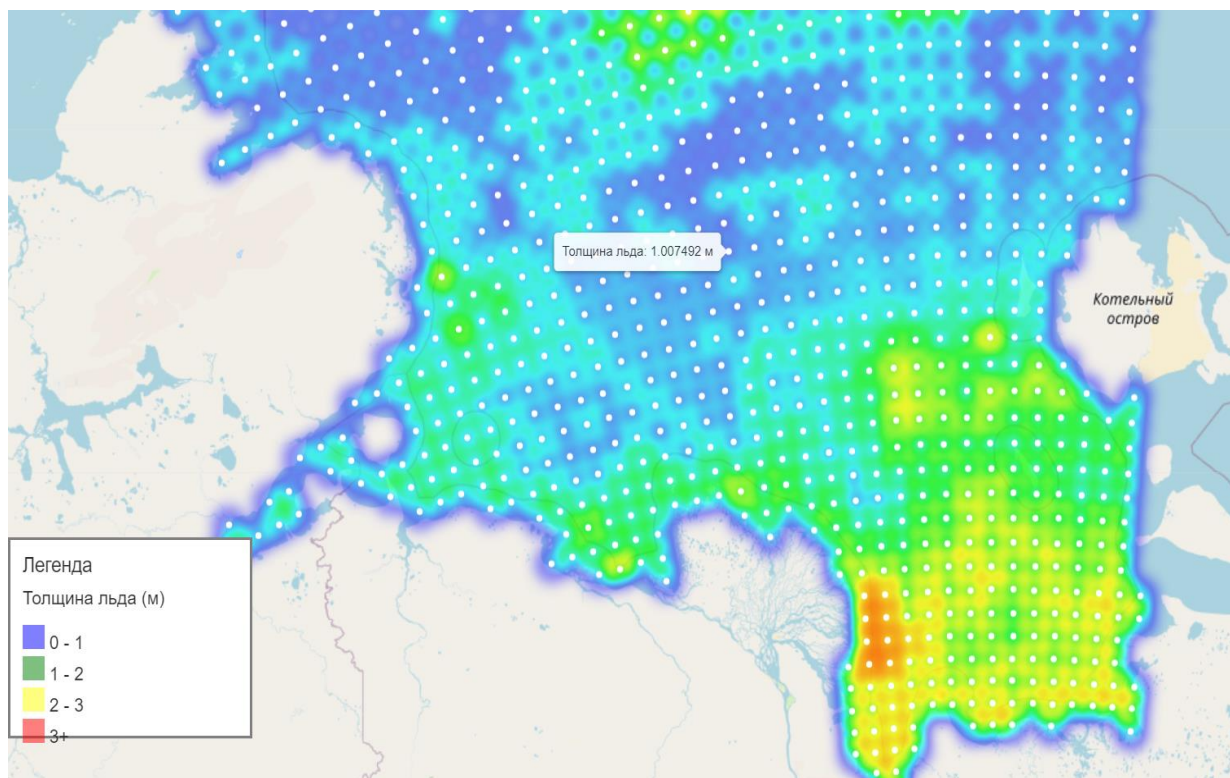 Толщина льда: 1.007492 м
Котельный
остров
Легенда
Толщина льда (м)
0 - 1
1 - 2
2 - 3
3+